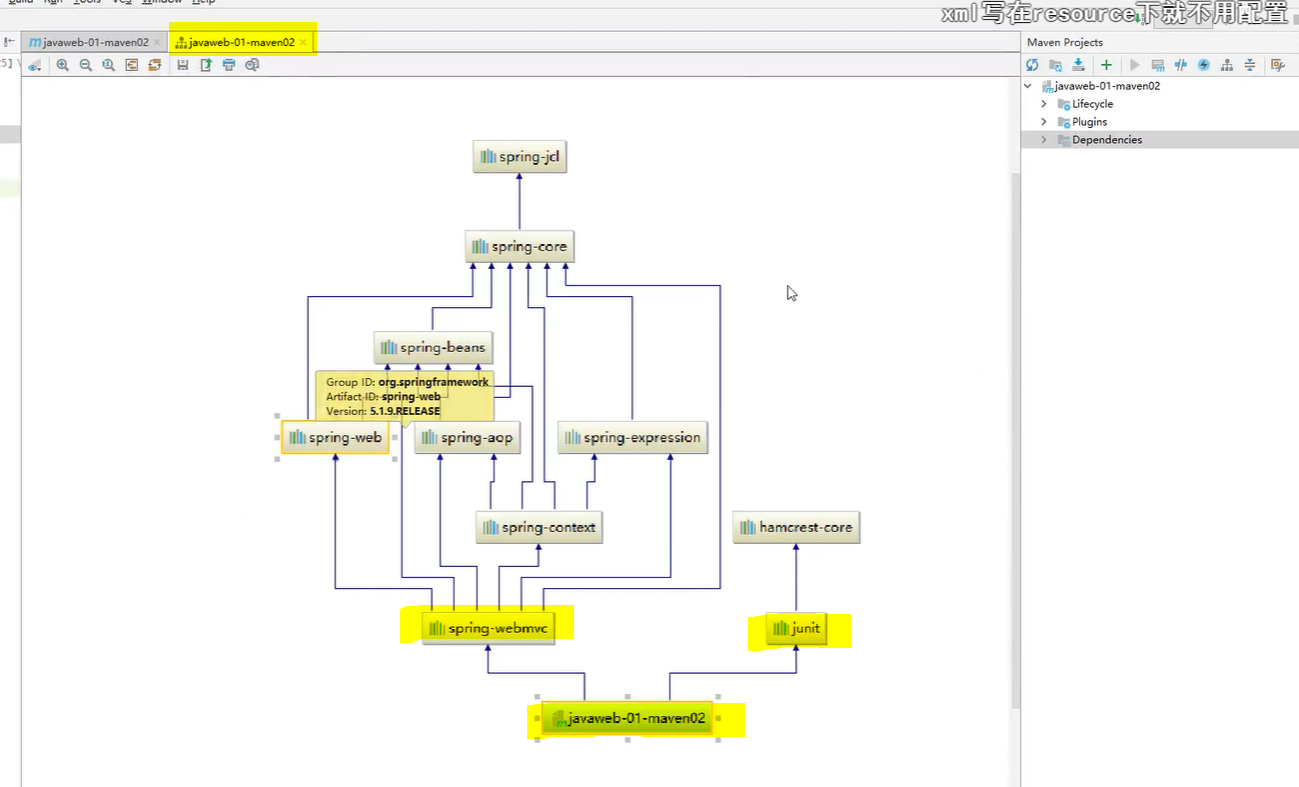 Build Run Tools VCS Window Help
xml写在resource下就不用配置
javaweb-01-maven02
javaweb-01-maven02
Maven Projects
javaweb-01-maven02
Lifecycle
Plugins
Dependencies
spring-jcl
spring-core
spring-beans
Group ID: org.springframework
Artifact ID: spring-web
Version: 5.1.9.RELEASE
spring-web
spring-aop
spring-expression
spring-context
hamcrest-core
spring-webmvc
junit
javaweb-01-maven02